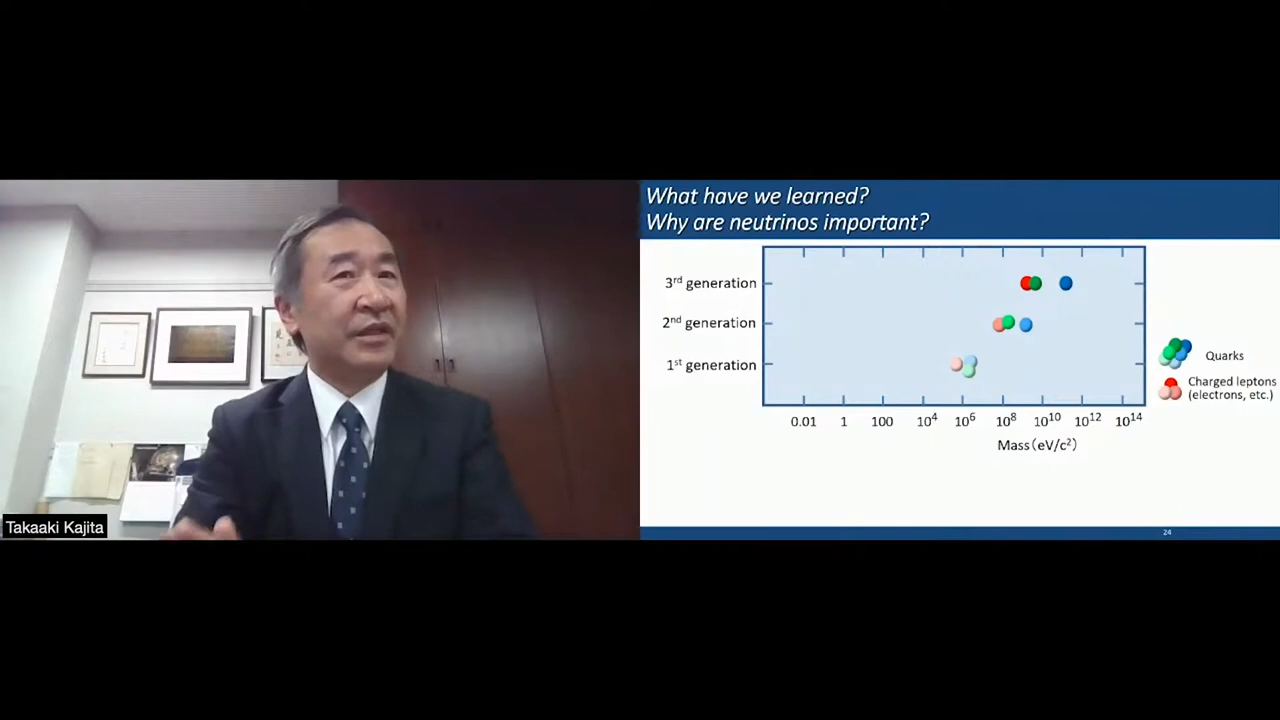 What have we learned?
Why are neutrinos important?
3rd generation
2nd generation
1st generation
0.01 1 100 10⁴ 10⁶ 10⁸ 10¹⁰ 10¹² 10¹⁴
Mass(eV/c²)
Quarks
Charged leptons
(electrons, etc.)
24
Takaaki Kajita